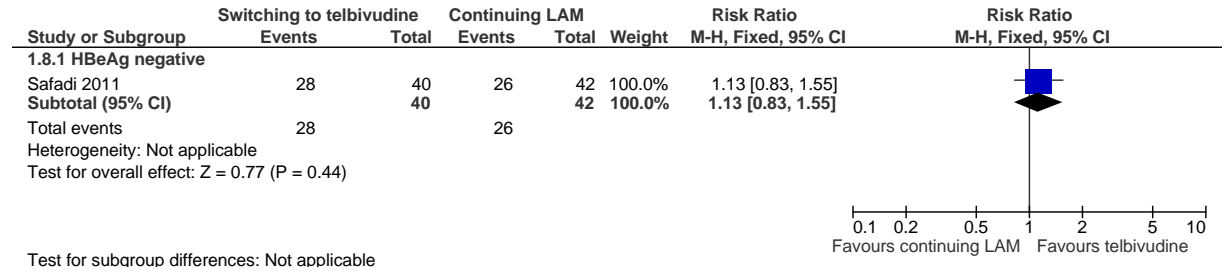 Switching to telbivudine Continuing LAM Risk Ratio Risk Ratio
Study or Subgroup Events Total Events Total Weight M-H, Fixed, 95% CI M-H, Fixed, 95% CI
1.8.1 HBeAg negative
Safadi 2011 28 40 26 42 100.0% 1.13 [0.83, 1.55]
Subtotal (95% CI) 40 42 100.0% 1.13 [0.83, 1.55]
Total events 28 26
Heterogeneity: Not applicable
Test for overall effect: Z = 0.77 (P = 0.44)
0.1 0.2 0.5 1 2 5 10
Favours continuing LAM Favours telbivudine
Test for subgroup differences: Not applicable